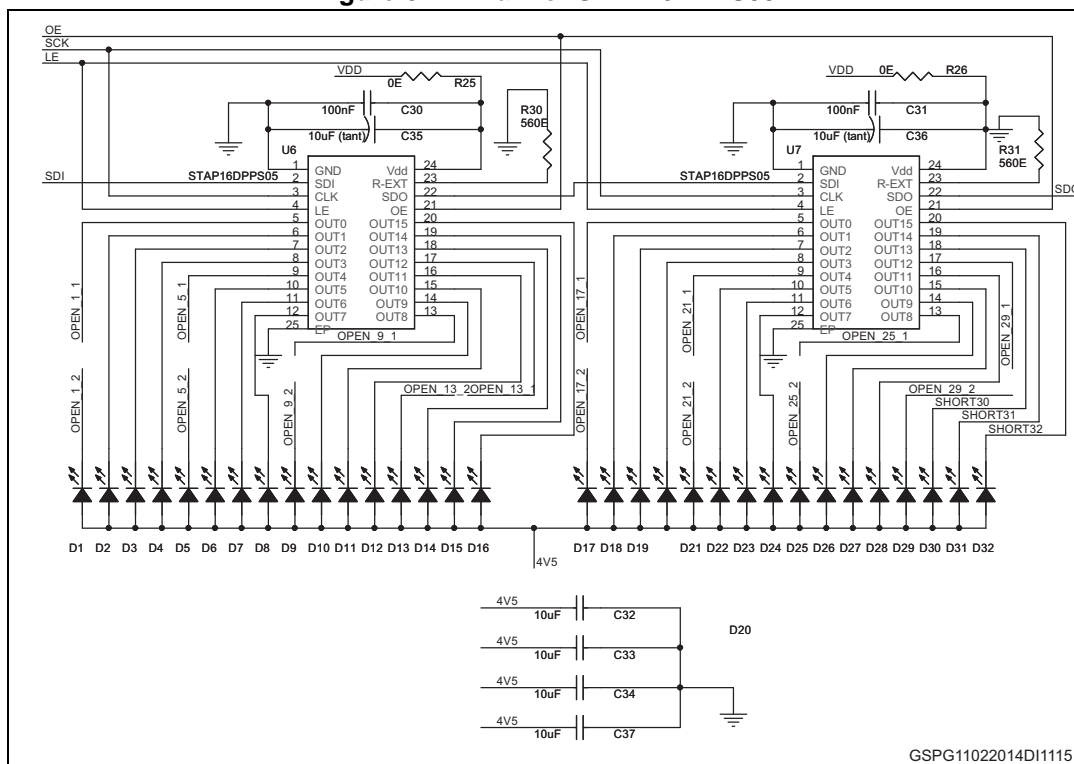 OE
SCK
LE
VDD 0E R25
100nF C30
10uF (tant) C35
R30
560E
U6
STAP16DPPS05
SDI
1 GND Vdd 24
2 SDI R-EXT 23
3 CLK SDO 22
4 LE OE 21
5 OUT0 OUT15 20
6 OUT1 OUT14 19
7 OUT2 OUT13 18
8 OUT3 OUT12 17
9 OUT4 OUT11 16
10 OUT5 OUT10 15
11 OUT6 OUT9 14
12 OUT7 OUT8 13
25 EP
OPEN_1_1
OPEN_5_1
OPEN_9_1
OPEN_1_2
OPEN_5_2
OPEN_9_2
OPEN_13_2 OPEN_13_1
VDD 0E R26
100nF C31
10uF (tant) C36
R31
560E
U7
STAP16DPPS05
SDO
1 GND Vdd 24
2 SDI R-EXT 23
3 CLK SDO 22
4 LE OE 21
5 OUT0 OUT15 20
6 OUT1 OUT14 19
7 OUT2 OUT13 18
8 OUT3 OUT12 17
9 OUT4 OUT11 16
10 OUT5 OUT10 15
11 OUT6 OUT9 14
12 OUT7 OUT8 13
25 EP
OPEN_17_1
OPEN_21_1
OPEN_25_1
OPEN_29_1
OPEN_17_2
OPEN_21_2
OPEN_25_2
OPEN_29_2
SHORT30
SHORT31
SHORT32
D1 D2 D3 D4 D5 D6 D7 D8 D9 D10 D11 D12 D13 D14 D15 D16 D17 D18 D19 D21 D22 D23 D24 D25 D26 D27 D28 D29 D30 D31 D32
4V5
4V5 10uF C32
D20
4V5 10uF C33
4V5 10uF C34
4V5 10uF C37
GSPG11022014DI1115